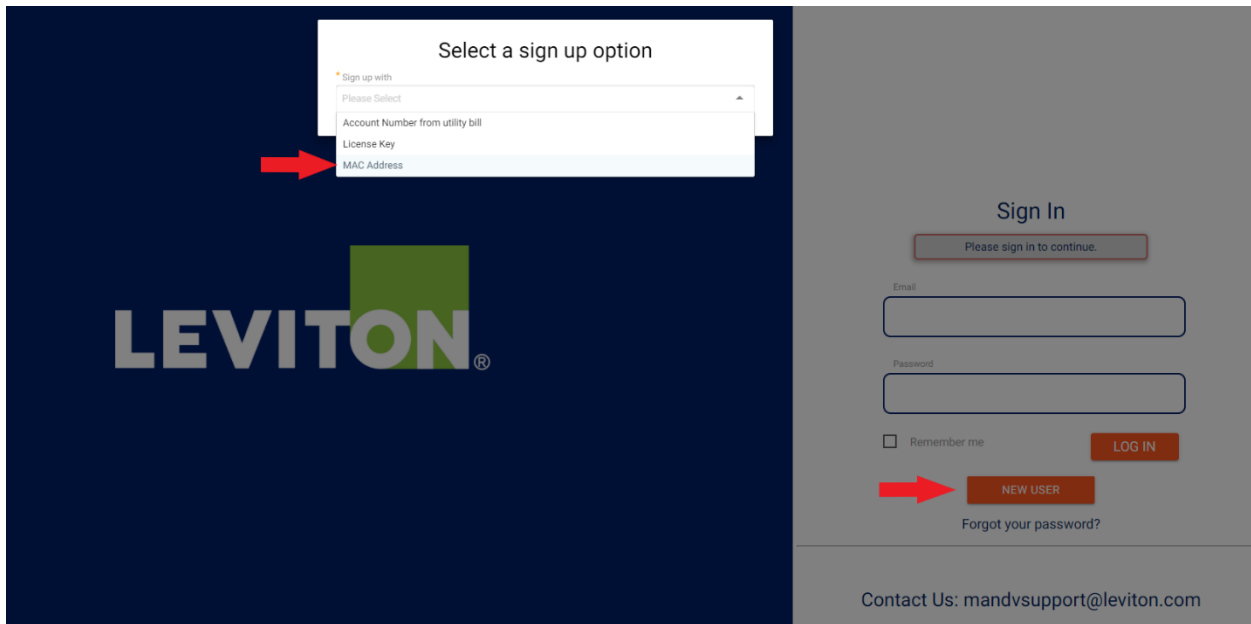 Select a sign up option
* Sign up with
Please Select
Account Number from utility bill
License Key
MAC Address
LEVITON®
Sign In
Please sign in to continue.
Email
Password
Remember me
LOG IN
NEW USER
Forgot your password?
Contact Us: mandvsupport@leviton.com